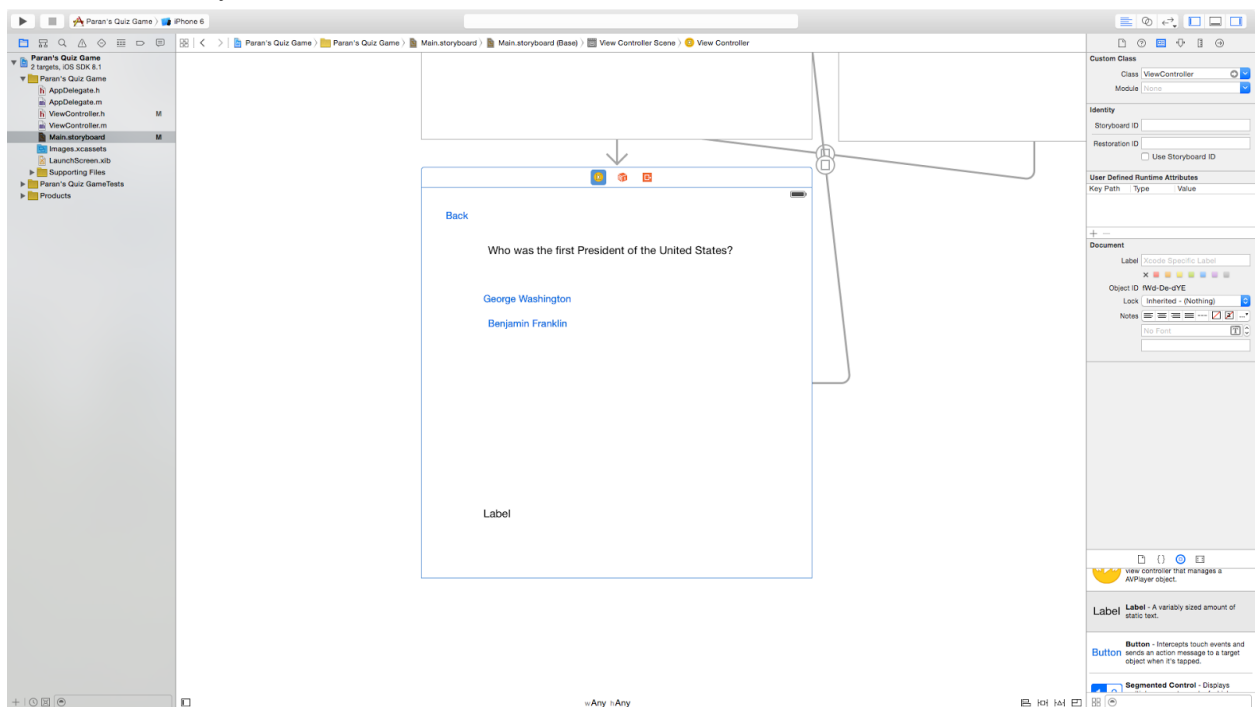 Paran's Quiz Game
iPhone 6
Paran's Quiz Game
Paran's Quiz Game
Main.storyboard
Main.storyboard (Base)
View Controller Scene
View Controller
Paran's Quiz Game
2 targets, iOS SDK 8.1
Paran's Quiz Game
AppDelegate.h
AppDelegate.m
ViewController.h M
ViewController.m
Main.storyboard M
Images.xcassets
LaunchScreen.xib
Supporting Files
Paran's Quiz GameTests
Products
Back
Who was the first President of the United States?
George Washington
Benjamin Franklin
Label
wAny hAny
Custom Class
Class ViewController
Module None
Identity
Storyboard ID
Restoration ID
Use Storyboard ID
User Defined Runtime Attributes
Key Path Type Value
Document
Label Xcode Specific Label
Object ID fWd-De-dYE
Lock Inherited - (Nothing)
Notes
No Font
view controller that manages a
AVPlayer object.
Label Label - A variably sized amount of
static text.
Button - Intercepts touch events and
Button sends an action message to a target
object when it's tapped.
Segmented Control - Displays